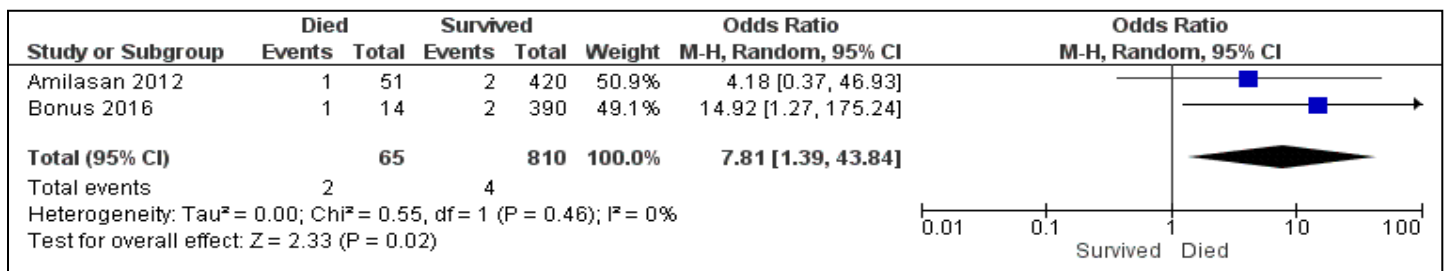 Died Survived Odds Ratio Odds Ratio
Study or Subgroup Events Total Events Total Weight M-H, Random, 95% CI M-H, Random, 95% CI
Amilasan 2012 1 51 2 420 50.9% 4.18 [0.37, 46.93]
Bonus 2016 1 14 2 390 49.1% 14.92 [1.27, 175.24]
Total (95% CI) 65 810 100.0% 7.81 [1.39, 43.84]
Total events 2 4
Heterogeneity: Tau² = 0.00; Chi² = 0.55, df = 1 (P = 0.46); I² = 0%
Test for overall effect: Z = 2.33 (P = 0.02)
0.01 0.1 1 10 100
Survived Died